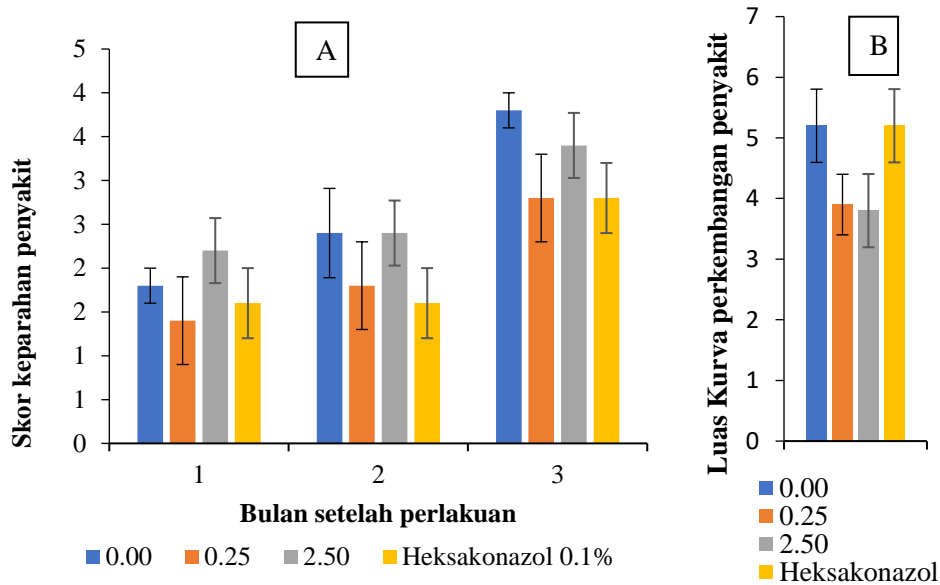 A
Skor keparahan penyakit
5
4
4
3
3
2
2
1
1
0
1 2 3
Bulan setelah perlakuan
0.00 0.25 2.50 Heksakonazol 0.1%
B
Luas Kurva perkembangan penyakit
7
6
5
4
3
2
1
0
0.00
0.25
2.50
Heksakonazol